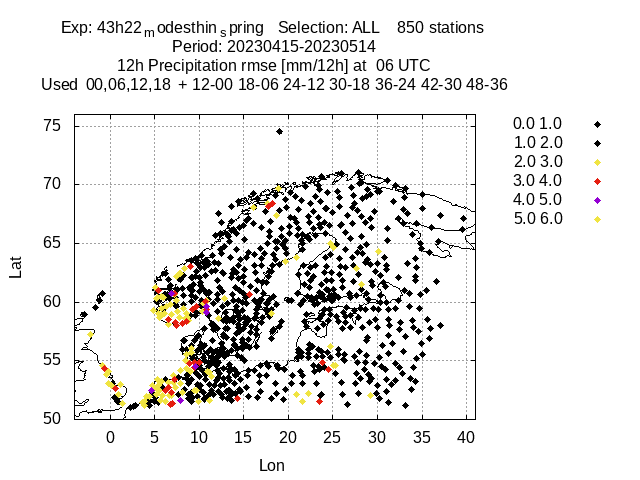 Exp: 43h22modesthinspring Selection: ALL 850 stations
Period: 20230415-20230514
12h Precipitation rmse [mm/12h] at 06 UTC
Used 00,06,12,18 + 12-00 18-06 24-12 30-18 36-24 42-30 48-36
75
70
65
60
55
50
Lat
0 5 10 15 20 25 30 35 40
Lon
0.0 1.0
1.0 2.0
2.0 3.0
3.0 4.0
4.0 5.0
5.0 6.0